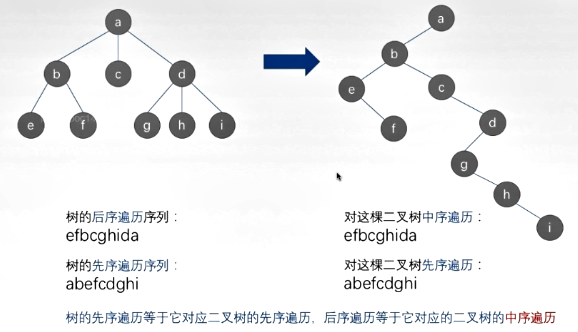 a
b
c
d
e
f
g
h
i
a
b
e
c
f
d
g
h
i
树的后序遍历序列：
efbcghida
树的先序遍历序列：
abefcdghi
对这棵二叉树中序遍历：
efbcghida
对这棵二叉树先序遍历：
abefcdghi
树的先序遍历等于它对应二叉树的先序遍历，后序遍历等于它对应的二叉树的中序遍历